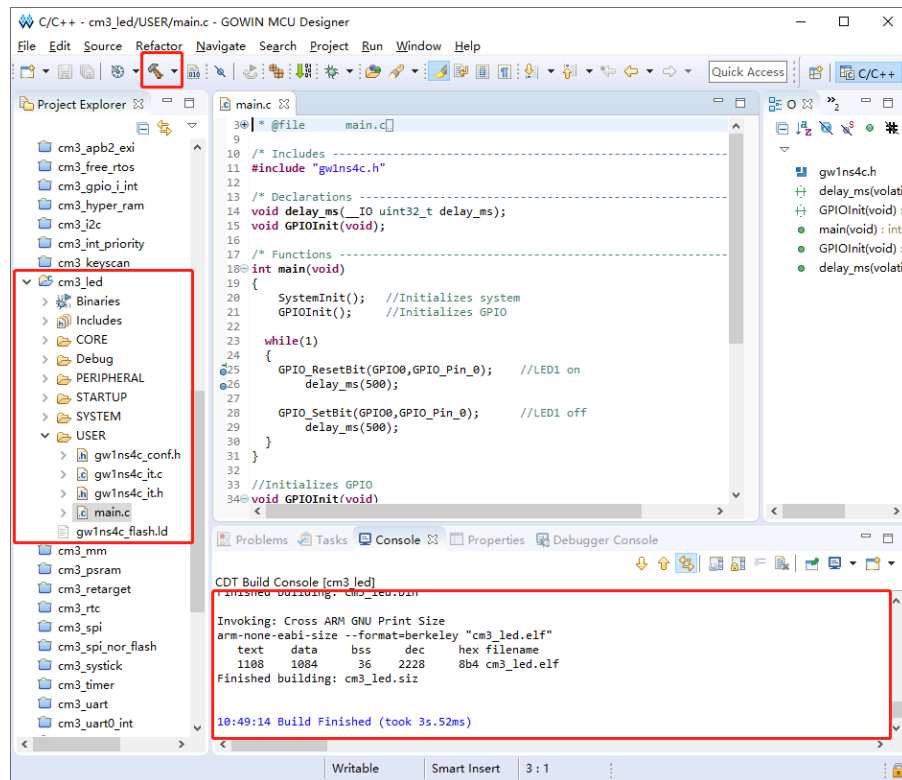 C/C++ - cm3_led/USER/main.c - GOWIN MCU Designer
File Edit Source Refactor Navigate Search Project Run Window Help
Quick Access
C/C++
Project Explorer
cm3_apb2_exi
cm3_free_rtos
cm3_gpio_i_int
cm3_hyper_ram
cm3_i2c
cm3_int_priority
cm3_keyscan
cm3_led
Binaries
Includes
CORE
Debug
PERIPHERAL
STARTUP
SYSTEM
USER
gw1ns4c_conf.h
gw1ns4c_it.c
gw1ns4c_it.h
main.c
gw1ns4c_flash.ld
cm3_mm
cm3_psram
cm3_retarget
cm3_rtc
cm3_spi
cm3_spi_nor_flash
cm3_systick
cm3_timer
cm3_uart
cm3_uart0_int
main.c
3 * @file main.c
9
10 /* Includes ------------------------------------------------------------
11 #include "gw1ns4c.h"
12
13 /* Declarations --------------------------------------------------------
14 void delay_ms(__IO uint32_t delay_ms);
15 void GPIOInit(void);
16
17 /* Functions -----------------------------------------------------------
18 int main(void)
19 {
20 SystemInit(); //Initializes system
21 GPIOInit(); //Initializes GPIO
22
23 while(1)
24 {
25 GPIO_ResetBit(GPIO0,GPIO_Pin_0); //LED1 on
26 delay_ms(500);
27
28 GPIO_SetBit(GPIO0,GPIO_Pin_0); //LED1 off
29 delay_ms(500);
30 }
31 }
32
33 //Initializes GPIO
34 void GPIOInit(void)
O
2
gw1ns4c.h
delay_ms(volati
GPIOInit(void) :
main(void) : int
GPIOInit(void) :
delay_ms(volati
Problems Tasks Console Properties Debugger Console
CDT Build Console [cm3_led]
Finished building: cm3_led.bin
Invoking: Cross ARM GNU Print Size
arm-none-eabi-size --format=berkeley "cm3_led.elf"
text data bss dec hex filename
1108 1084 36 2228 8b4 cm3_led.elf
Finished building: cm3_led.siz
10:49:14 Build Finished (took 3s.52ms)
Writable Smart Insert 3 : 1